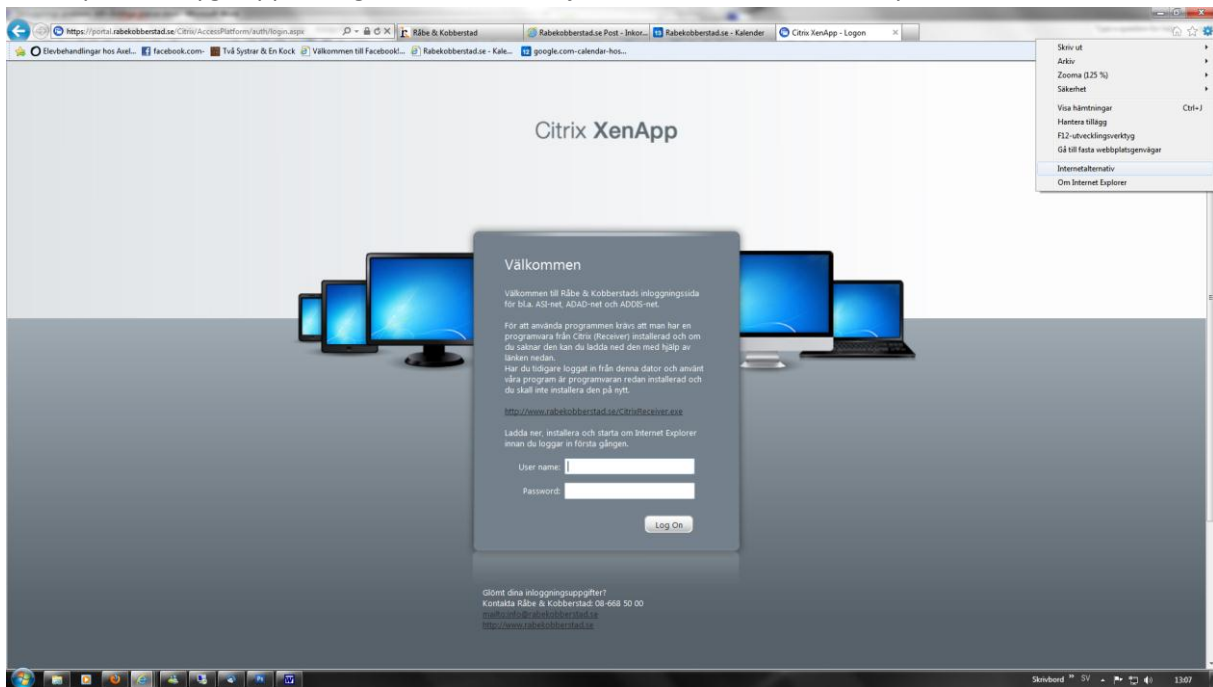 https://portal.rabekobberstad.se/Citrix/AccessPlatform/auth/login.aspx
Råbe & Kobberstad
Rabekobberstad.se Post - Inkor...
Rabekobberstad.se - Kalender
Citrix XenApp - Logon
Elevbehandlingar hos Axel...
facebook.com-
Två Systrar & En Kock
Välkommen till Facebook!...
Rabekobberstad.se - Kale...
google.com-calendar-hos...
Skriv ut
Arkiv
Zooma (125 %)
Säkerhet
Visa hämtningar Ctrl+J
Hantera tillägg
F12-utvecklingsverktyg
Gå till fasta webbplatsgenvägar
Internetalternativ
Om Internet Explorer
Citrix XenApp
Välkommen
Välkommen till Råbe & Kobberstads inloggningssida
för bl.a. ASI-net, ADAD-net och ADDIS-net.
För att använda programmen krävs att man har en
programvara från Citrix (Receiver) installerad och om
du saknar den kan du ladda ned den med hjälp av
länken nedan.
Har du tidigare loggat in från denna dator och använt
våra program är programvaran redan installerad och
du skall inte installera den på nytt.
http://www.rabekobberstad.se/CitrixReceiver.exe
Ladda ner, installera och starta om Internet Explorer
innan du loggar in första gången.
User name:
Password:
Log On
Glömt dina inloggningsuppgifter?
Kontakta Råbe & Kobberstad: 08-668 50 00
mailto:info@rabekobberstad.se
http://www.rabekobberstad.se
Skrivbord SV 13:07